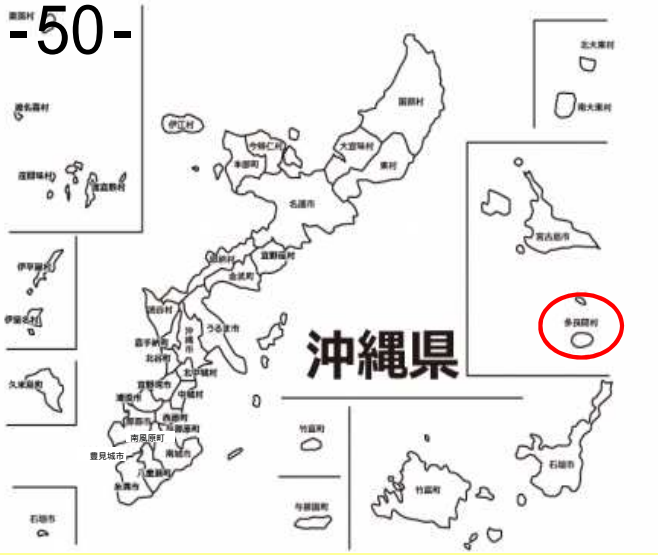 -50-
粟国村
北大東村
南大東村
渡名喜村
国頭村
伊江村
今帰仁村
大宜味村
本部町
東村
座間味村
渡嘉敷村
名護市
宮古島市
恩納村
宜野座村
伊平屋村
金武町
読谷村
伊是名村
うるま市
沖縄市
多良間村
嘉手納町
沖縄県
北谷町
北中城村
久米島町
宜野湾市
中城村
浦添市
西原町
那覇市
与那原町
竹富町
南風原町
南城市
豊見城市
石垣市
八重瀬町
糸満市
竹富町
石垣市
与那国町